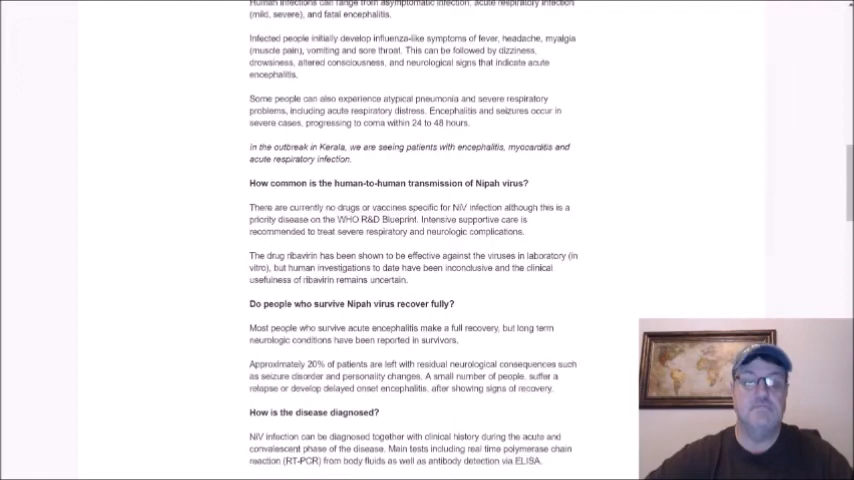 Human infections can range from asymptomatic infection, acute respiratory infection
(mild, severe), and fatal encephalitis.
Infected people initially develop influenza-like symptoms of fever, headache, myalgia
(muscle pain), vomiting and sore throat. This can be followed by dizziness,
drowsiness, altered consciousness, and neurological signs that indicate acute
encephalitis.
Some people can also experience atypical pneumonia and severe respiratory
problems, including acute respiratory distress. Encephalitis and seizures occur in
severe cases, progressing to coma within 24 to 48 hours.
In the outbreak in Kerala, we are seeing patients with encephalitis, myocarditis and
acute respiratory infection.
How common is the human-to-human transmission of Nipah virus?
There are currently no drugs or vaccines specific for NiV infection although this is a
priority disease on the WHO R&D Blueprint. Intensive supportive care is
recommended to treat severe respiratory and neurologic complications.
The drug ribavirin has been shown to be effective against the viruses in laboratory (in
vitro), but human investigations to date have been inconclusive and the clinical
usefulness of ribavirin remains uncertain.
Do people who survive Nipah virus recover fully?
Most people who survive acute encephalitis make a full recovery, but long term
neurologic conditions have been reported in survivors.
Approximately 20% of patients are left with residual neurological consequences such
as seizure disorder and personality changes. A small number of people, suffer a
relapse or develop delayed onset encephalitis, after showing signs of recovery.
How is the disease diagnosed?
NiV infection can be diagnosed together with clinical history during the acute and
convalescent phase of the disease. Main tests including real time polymerase chain
reaction (RT-PCR) from body fluids as well as antibody detection via ELISA.